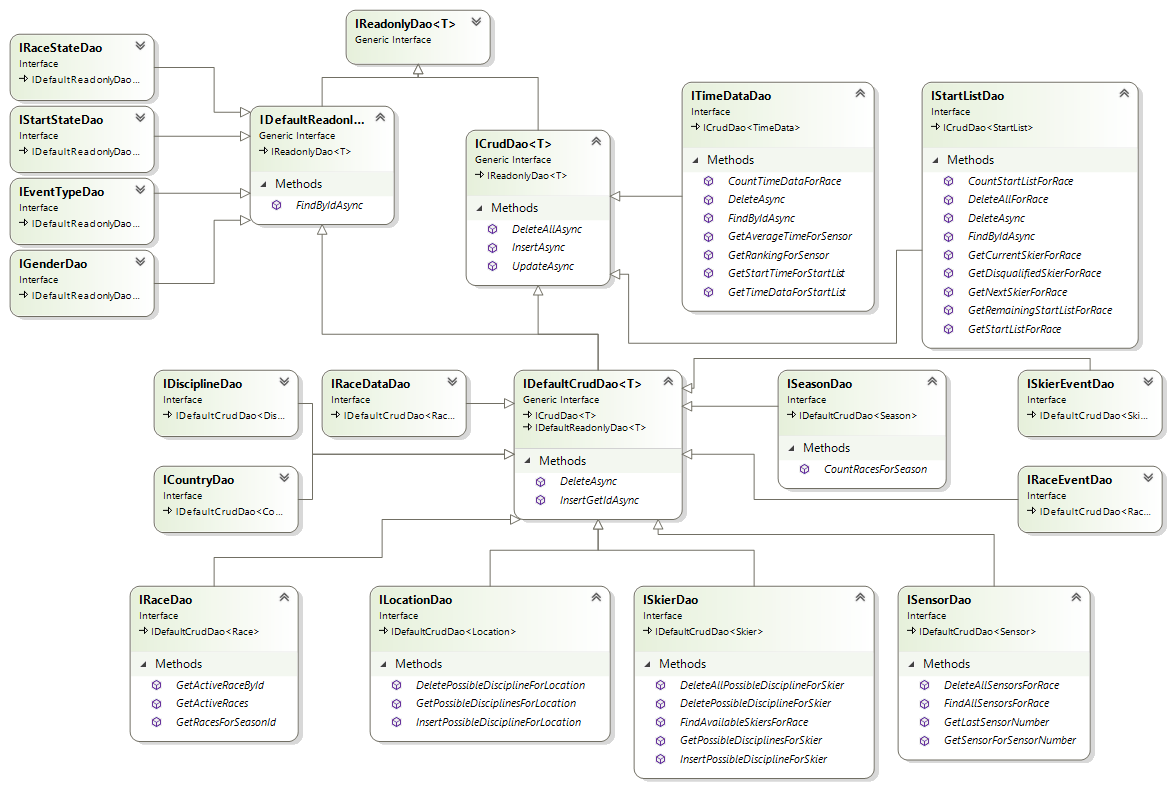 IReadonlyDao<T>
Generic Interface
IRaceStateDao
Interface
IDefaultReadonlyDao...
IStartStateDao
Interface
IDefaultReadonlyDao...
IEventTypeDao
Interface
IDefaultReadonlyDao...
IGenderDao
Interface
IDefaultReadonlyDao...
IDefaultReadonl...
Generic Interface
IReadonlyDao<T>
Methods
FindByIdAsync
ICrudDao<T>
Generic Interface
IReadonlyDao<T>
Methods
DeleteAllAsync
InsertAsync
UpdateAsync
ITimeDataDao
Interface
ICrudDao<TimeData>
Methods
CountTimeDataForRace
DeleteAsync
FindByIdAsync
GetAverageTimeForSensor
GetRankingForSensor
GetStartTimeForStartList
GetTimeDataForStartList
IStartListDao
Interface
ICrudDao<StartList>
Methods
CountStartListForRace
DeleteAllForRace
DeleteAsync
FindByIdAsync
GetCurrentSkierForRace
GetDisqualifiedSkierForRace
GetNextSkierForRace
GetRemainingStartListForRace
GetStartListForRace
IDisciplineDao
Interface
IDefaultCrudDao<Dis...
IRaceDataDao
Interface
IDefaultCrudDao<Rac...
IDefaultCrudDao<T>
Generic Interface
ICrudDao<T>
IDefaultReadonlyDao<T>
Methods
DeleteAsync
InsertGetIdAsync
ISeasonDao
Interface
IDefaultCrudDao<Season>
Methods
CountRacesForSeason
ISkierEventDao
Interface
IDefaultCrudDao<Ski...
ICountryDao
Interface
IDefaultCrudDao<Co...
IRaceEventDao
Interface
IDefaultCrudDao<Rac...
IRaceDao
Interface
IDefaultCrudDao<Race>
Methods
GetActiveRaceById
GetActiveRaces
GetRacesForSeasonId
ILocationDao
Interface
IDefaultCrudDao<Location>
Methods
DeletePossibleDisciplineForLocation
GetPossibleDisciplinesForLocation
InsertPossibleDisciplineForLocation
ISkierDao
Interface
IDefaultCrudDao<Skier>
Methods
DeleteAllPossibleDisciplineForSkier
DeletePossibleDisciplineForSkier
FindAvailableSkiersForRace
GetPossibleDisciplinesForSkier
InsertPossibleDisciplineForSkier
ISensorDao
Interface
IDefaultCrudDao<Sensor>
Methods
DeleteAllSensorsForRace
FindAllSensorsForRace
GetLastSensorNumber
GetSensorForSensorNumber